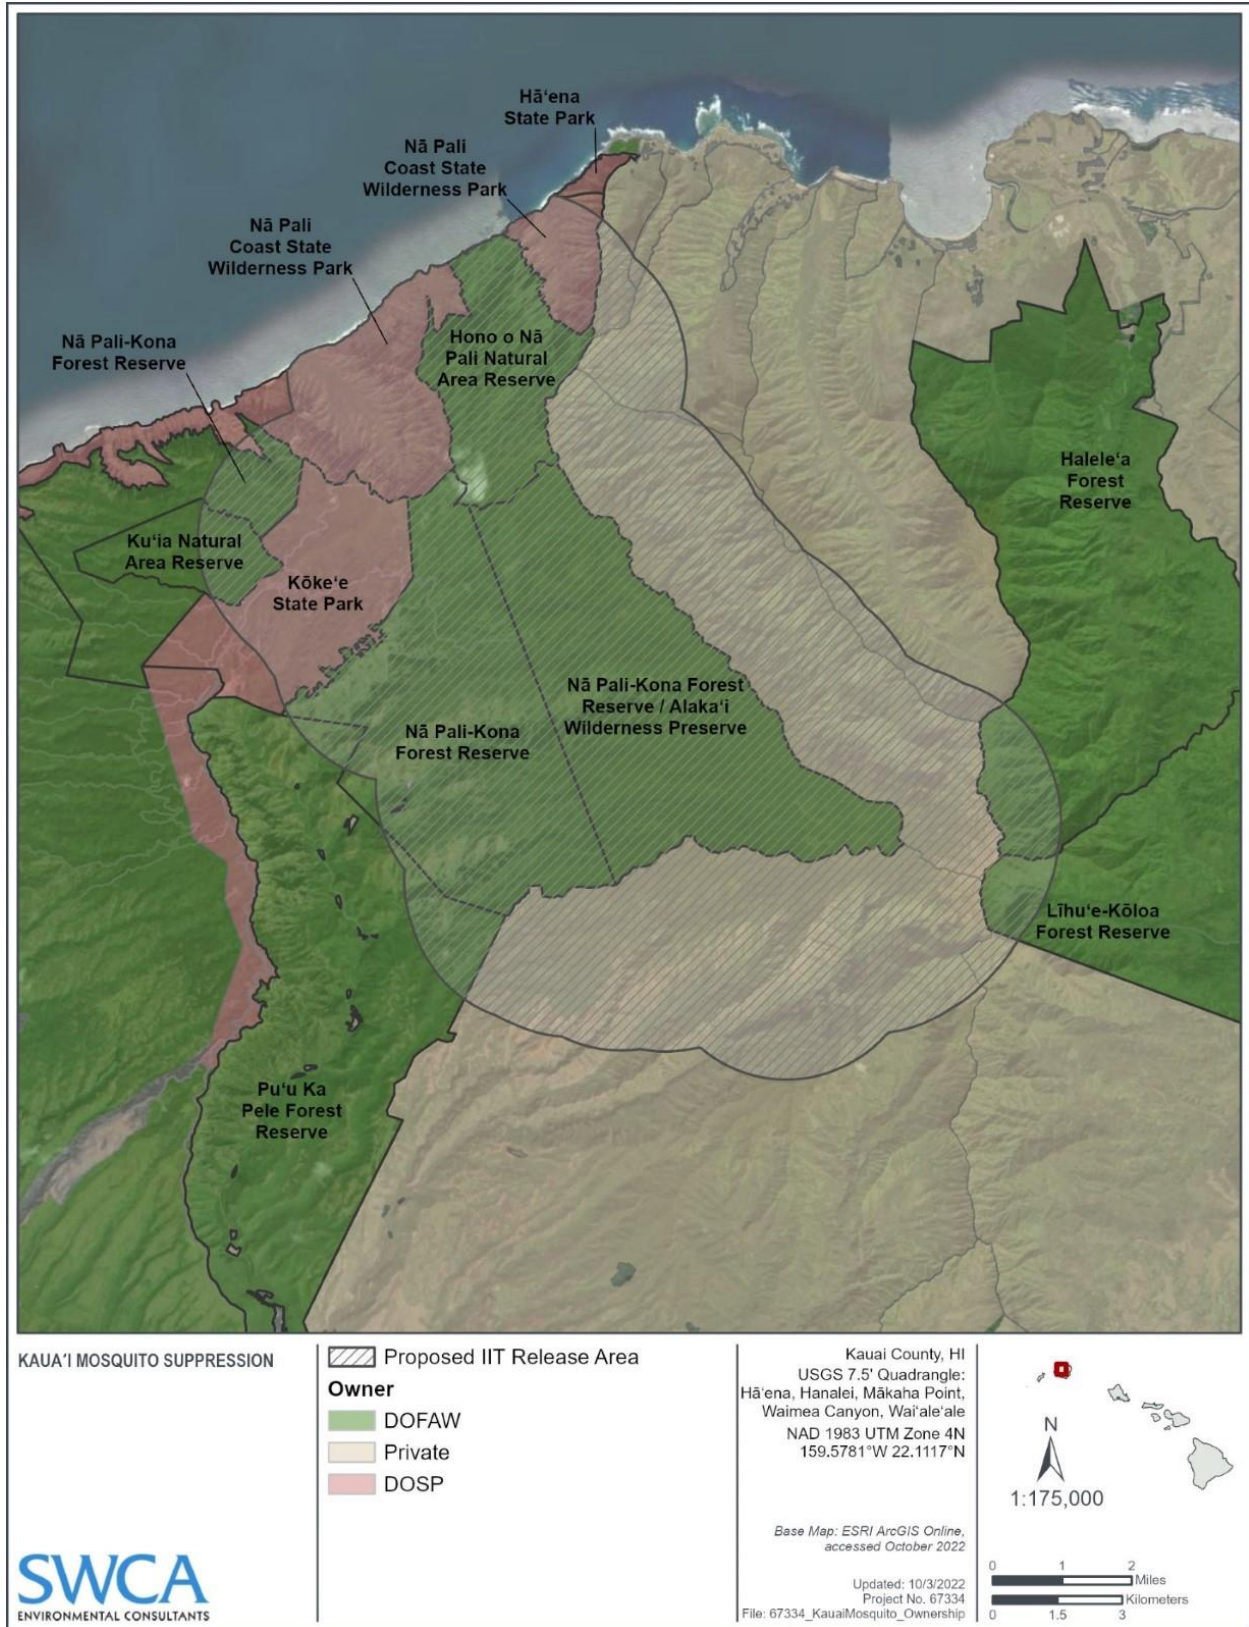 Hā‘ena
State Park
Nā Pali
Coast State
Wilderness Park
Nā Pali
Coast State
Wilderness Park
Nā Pali-Kona
Forest Reserve
Hono o Nā
Pali Natural
Area Reserve
Halele‘a
Forest
Reserve
Ku‘ia Natural
Area Reserve
Kōke‘e
State Park
Nā Pali-Kona Forest
Reserve / Alaka‘i
Wilderness Preserve
Nā Pali-Kona
Forest Reserve
Līhu‘e-Kōloa
Forest Reserve
Pu‘u Ka
Pele Forest
Reserve
KAUA‘I MOSQUITO SUPPRESSION
SWCA
ENVIRONMENTAL CONSULTANTS
Proposed IIT Release Area
Owner
DOFAW
Private
DOSP
Kauai County, HI
USGS 7.5' Quadrangle:
Hā‘ena, Hanalei, Mākaha Point,
Waimea Canyon, Wai‘ale‘ale
NAD 1983 UTM Zone 4N
159.5781°W 22.1117°N
Base Map: ESRI ArcGIS Online,
accessed October 2022
Updated: 10/3/2022
Project No. 67334
File: 67334_KauaiMosquito_Ownership
N
1:175,000
0 1 2
Miles
Kilometers
0 1.5 3